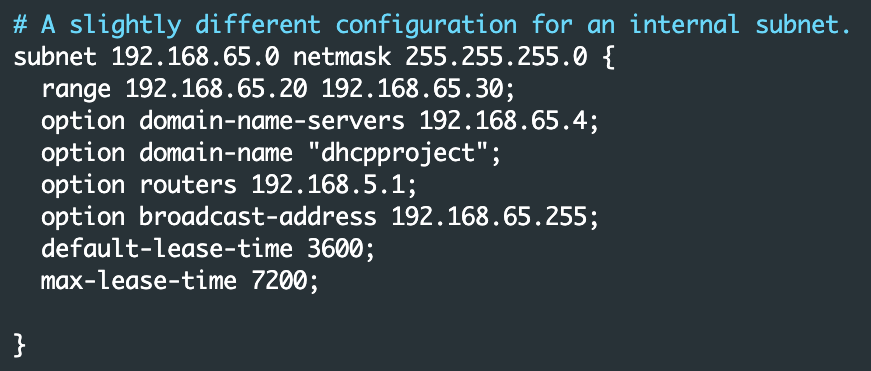 # A slightly different configuration for an internal subnet.
subnet 192.168.65.0 netmask 255.255.255.0 {
  range 192.168.65.20 192.168.65.30;
  option domain-name-servers 192.168.65.4;
  option domain-name "dhcpproject";
  option routers 192.168.5.1;
  option broadcast-address 192.168.65.255;
  default-lease-time 3600;
  max-lease-time 7200;

}